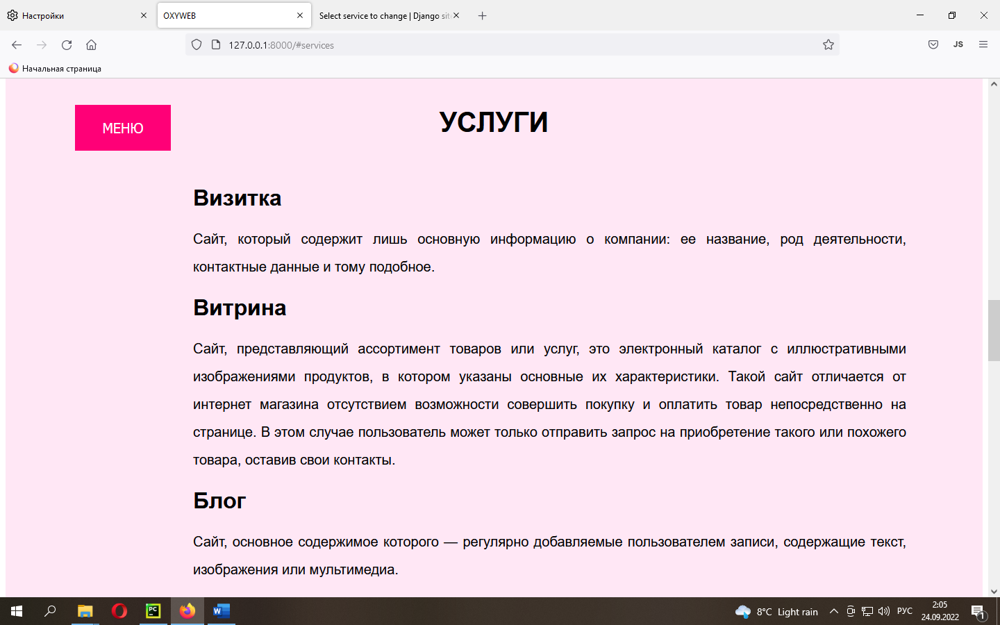 Настройки
OXYWEB
Select service to change | Django sit
127.0.0.1:8000/#services
JS
Начальная страница
МЕНЮ
УСЛУГИ
Визитка
Сайт, который содержит лишь основную информацию о компании: ее название, род деятельности,
контактные данные и тому подобное.
Витрина
Сайт, представляющий ассортимент товаров или услуг, это электронный каталог с иллюстративными
изображениями продуктов, в котором указаны основные их характеристики. Такой сайт отличается от
интернет магазина отсутствием возможности совершить покупку и оплатить товар непосредственно на
странице. В этом случае пользователь может только отправить запрос на приобретение такого или похожего
товара, оставив свои контакты.
Блог
Сайт, основное содержимое которого — регулярно добавляемые пользователем записи, содержащие текст,
изображения или мультимедиа.
PC
W
8°C Light rain
РУС
2:05
24.09.2022
1